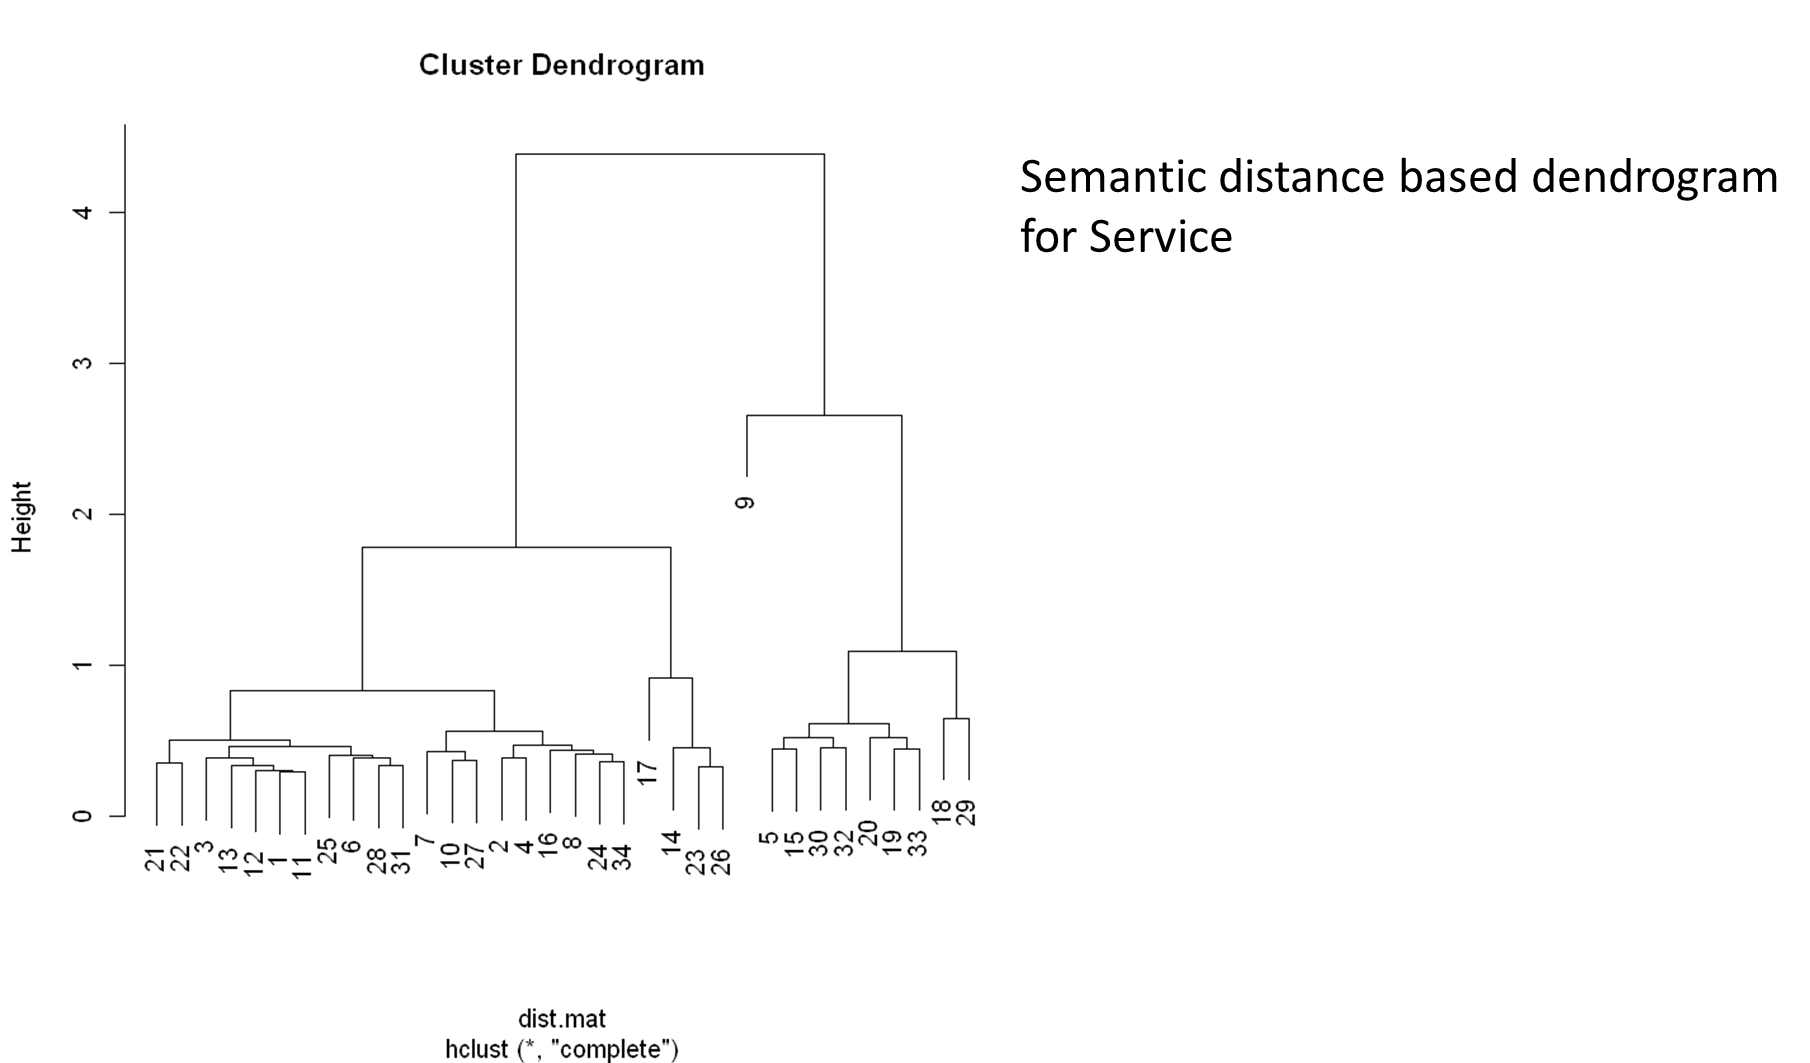 Cluster Dendrogram
Semantic distance based dendrogram
for Service
Height
4
3
2
1
0
9
17
21 22 3 13 12 1 11 25 6 28 31 7 10 27 2 4 16 8 24 34 14 23 26 5 15 30 32 20 19 33 18 29
dist.mat
hclust (*, "complete")